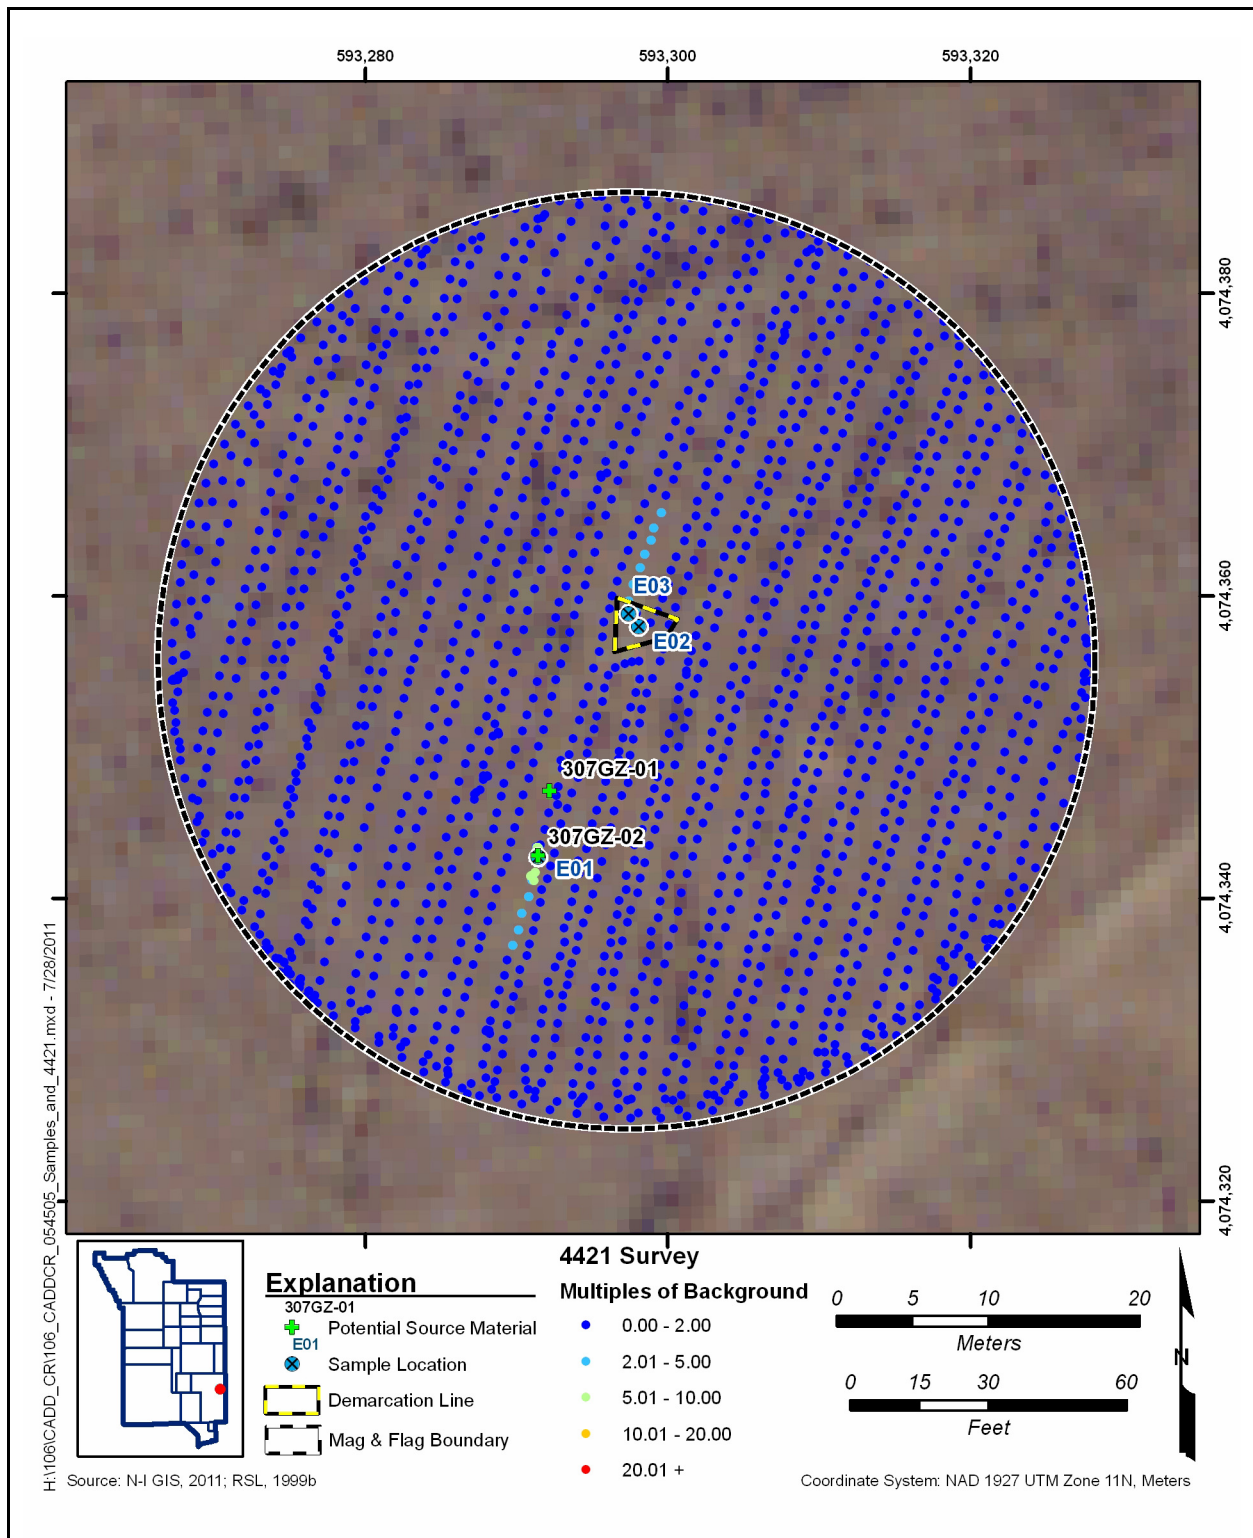 593,280
593,300
593,320
4,074,380
4,074,360
4,074,340
4,074,320
E03
E02
307GZ-01
307GZ-02
E01
H:\106\CADD_CR\106_CADDCR_054505_Samples_and_4421.mxd - 7/28/2011
Explanation
307GZ-01
Potential Source Material
E01
Sample Location
Demarcation Line
Mag & Flag Boundary
4421 Survey
Multiples of Background
0.00 - 2.00
2.01 - 5.00
5.01 - 10.00
10.01 - 20.00
20.01 +
0 5 10 20
Meters
0 15 30 60
Feet
N
Source: N-I GIS, 2011; RSL, 1999b
Coordinate System: NAD 1927 UTM Zone 11N, Meters